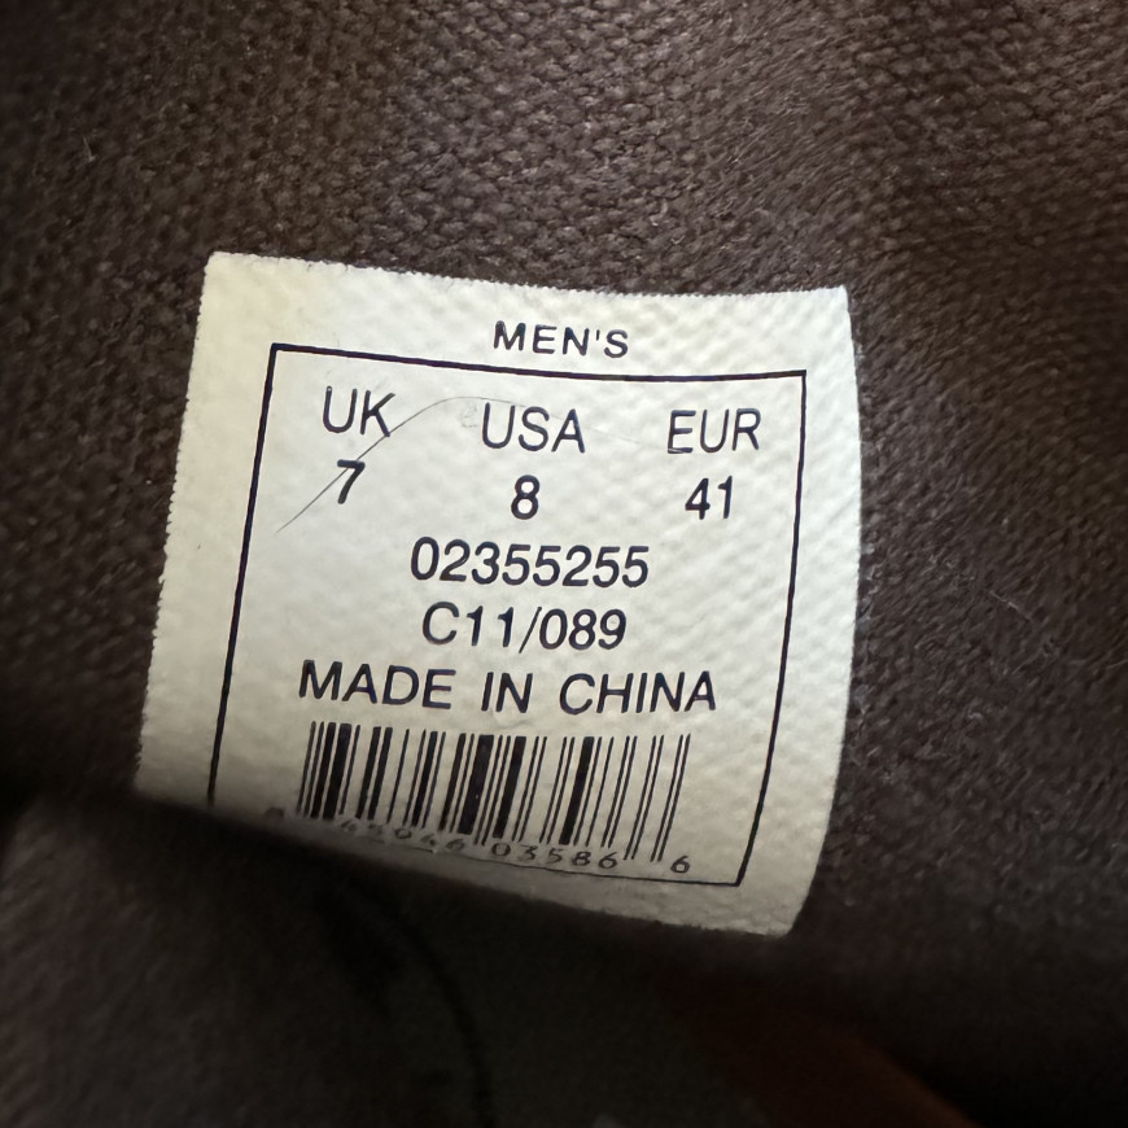 MEN'S
UK USA EUR
7 8 41
02355255
C11/089
MADE IN CHINA
03586 6